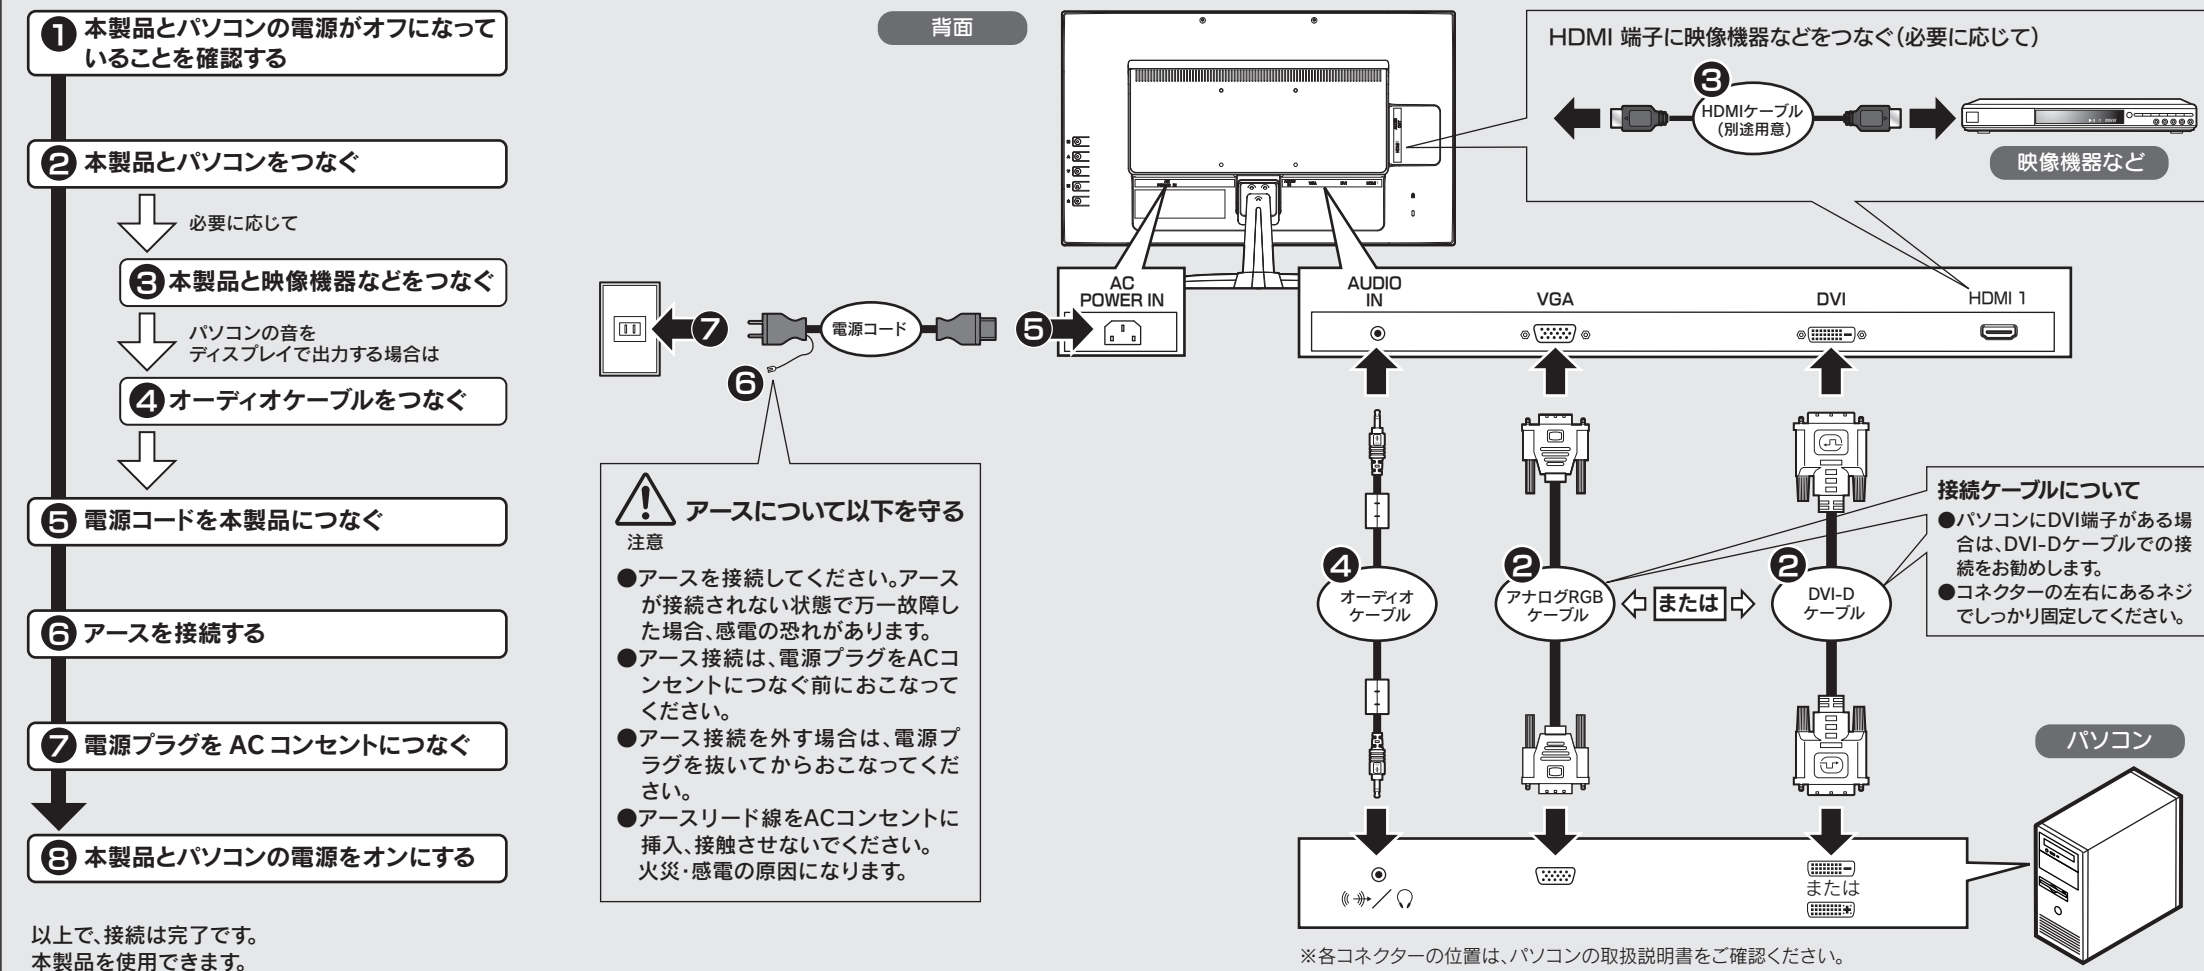 ❶ 本製品とパソコンの電源がオフになって
いることを確認する
❷ 本製品とパソコンをつなぐ
必要に応じて
❸ 本製品と映像機器などをつなぐ
パソコンの音を
ディスプレイで出力する場合は
❹ オーディオケーブルをつなぐ
❺ 電源コードを本製品につなぐ
❻ アースを接続する
❼ 電源プラグを AC コンセントにつなぐ
❽ 本製品とパソコンの電源をオンにする
以上で、接続は完了です。
本製品を使用できます。
背面
HDMI 端子に映像機器などをつなぐ（必要に応じて）
❸
HDMIケーブル
（別途用意）
映像機器など
AC
POWER IN
AUDIO
IN
VGA
DVI
HDMI
AC
POWER IN
❺
電源コード
❼
❻
AUDIO
IN
VGA
DVI
HDMI 1
注意
アースについて以下を守る
●アースを接続してください。アース
が接続されない状態で万一故障し
た場合、感電の恐れがあります。
●アース接続は、電源プラグをACコ
ンセントにつなぐ前におこなって
ください。
●アース接続を外す場合は、電源プ
ラグを抜いてからおこなってくだ
さい。
●アースリード線をACコンセントに
挿入、接触させないでください。
火災・感電の原因になります。
❹
オーディオ
ケーブル
❷
アナログRGB
ケーブル
または
❷
DVI-D
ケーブル
接続ケーブルについて
●パソコンにDVI端子がある場
合は、DVI-Dケーブルでの接
続をお勧めします。
●コネクターの左右にあるネジ
でしっかり固定してください。
パソコン
または
※各コネクターの位置は、パソコンの取扱説明書をご確認ください。